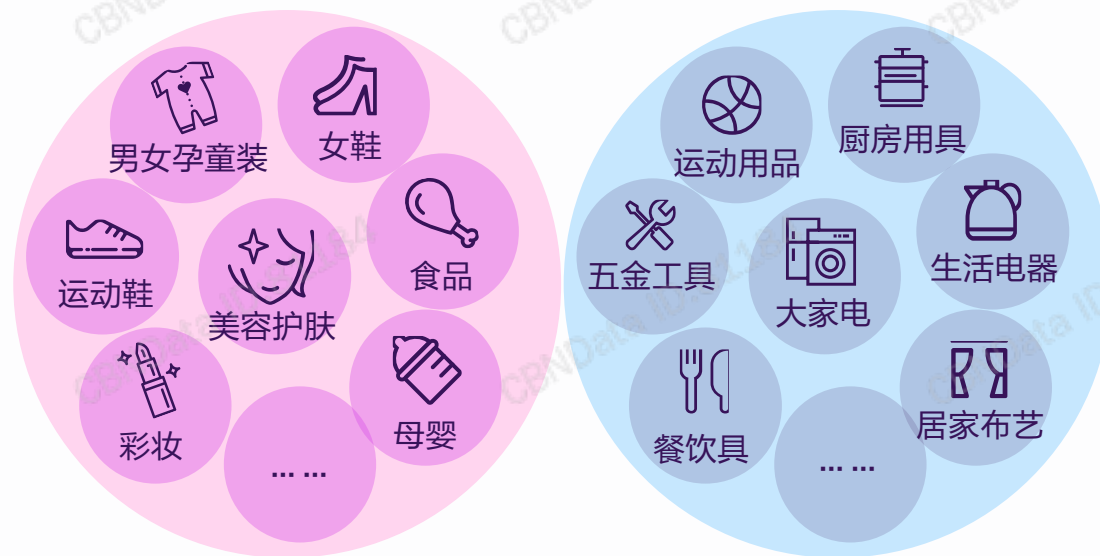 男女孕童装
女鞋
运动鞋
美容护肤
食品
彩妆
母婴
... ...
运动用品
厨房用具
五金工具
大家电
生活电器
餐饮具
居家布艺
... ...